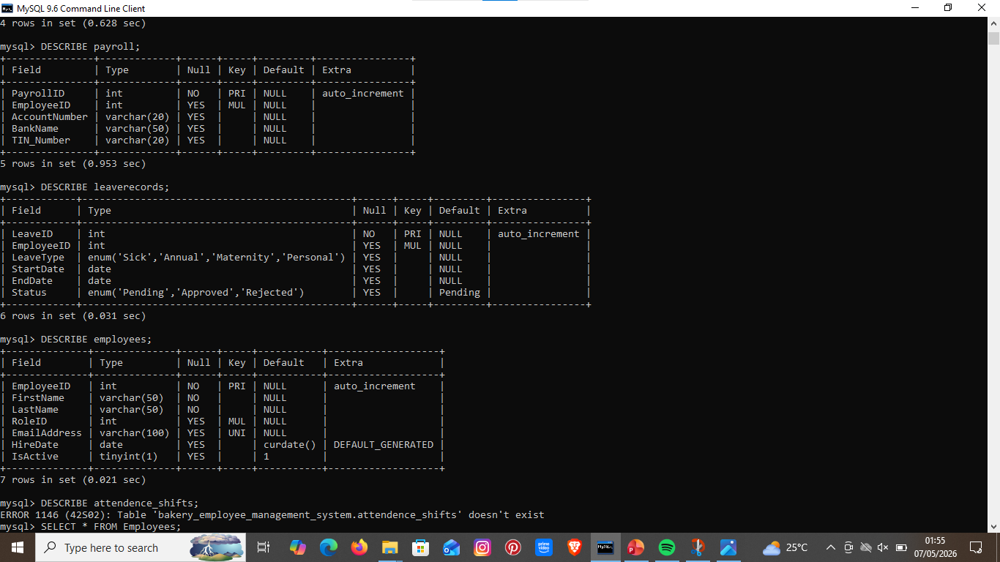 MySQL 9.6 Command Line Client
4 rows in set (0.628 sec)
mysql> DESCRIBE payroll;
+---------------+-------------+------+-----+---------+----------------+
| Field         | Type        | Null | Key | Default | Extra          |
+---------------+-------------+------+-----+---------+----------------+
| PayrollID     | int         | NO   | PRI | NULL    | auto_increment |
| EmployeeID    | int         | YES  | MUL | NULL    |                |
| AccountNumber | varchar(20) | YES  |     | NULL    |                |
| BankName      | varchar(50) | YES  |     | NULL    |                |
| TIN_Number    | varchar(20) | YES  |     | NULL    |                |
+---------------+-------------+------+-----+---------+----------------+
5 rows in set (0.953 sec)
mysql> DESCRIBE leaverecords;
+------------+----------------------------------------------+------+-----+---------+----------------+
| Field      | Type                                         | Null | Key | Default | Extra          |
+------------+----------------------------------------------+------+-----+---------+----------------+
| LeaveID    | int                                          | NO   | PRI | NULL    | auto_increment |
| EmployeeID | int                                          | YES  | MUL | NULL    |                |
| LeaveType  | enum('Sick','Annual','Maternity','Personal') | YES  |     | NULL    |                |
| StartDate  | date                                         | YES  |     | NULL    |                |
| EndDate    | date                                         | YES  |     | NULL    |                |
| Status     | enum('Pending','Approved','Rejected')        | YES  |     | Pending |                |
+------------+----------------------------------------------+------+-----+---------+----------------+
6 rows in set (0.031 sec)
mysql> DESCRIBE employees;
+--------------+--------------+------+-----+-----------+-------------------+
| Field        | Type         | Null | Key | Default   | Extra             |
+--------------+--------------+------+-----+-----------+-------------------+
| EmployeeID   | int          | NO   | PRI | NULL      | auto_increment    |
| FirstName    | varchar(50)  | NO   |     | NULL      |                   |
| LastName     | varchar(50)  | NO   |     | NULL      |                   |
| RoleID       | int          | YES  | MUL | NULL      |                   |
| EmailAddress | varchar(100) | YES  | UNI | NULL      |                   |
| HireDate     | date         | YES  |     | curdate() | DEFAULT_GENERATED |
| IsActive     | tinyint(1)   | YES  |     | 1         |                   |
+--------------+--------------+------+-----+-----------+-------------------+
7 rows in set (0.021 sec)
mysql> DESCRIBE attendence_shifts;
ERROR 1146 (42S02): Table 'bakery_employee_management_system.attendence_shifts' doesn't exist
mysql> SELECT * FROM Employees;
Type here to search
prime video
MySQL
25°C
01:55
07/05/2026